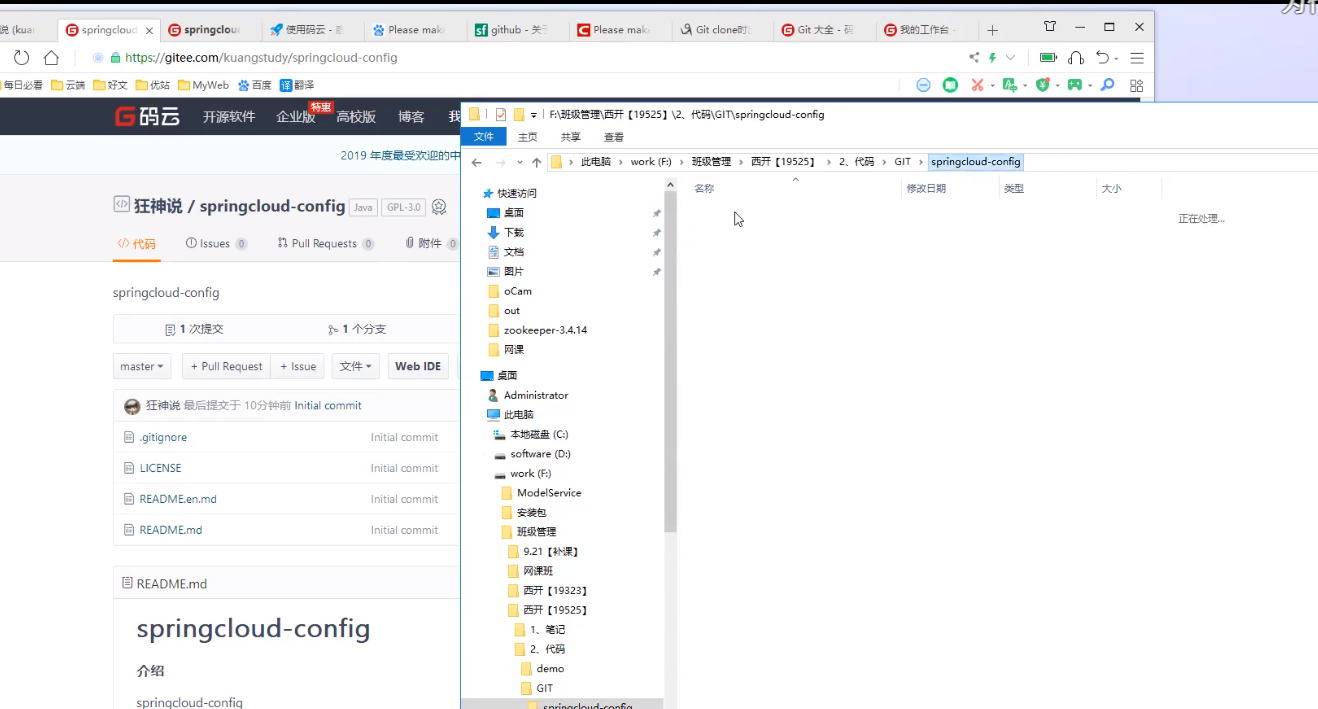 springcloud
springclou
使用码云 -
Please mak
github - 关于
Please mak
Git clone时
Git 大全 - 码
我的工作台 -
https://gitee.com/kuangstudy/springcloud-config
每日必看
云端
好文
优站
MyWeb
百度
翻译
码云
开源软件
企业版
特惠
高校版
博客
我
2019 年度最受欢迎的中
狂神说 / springcloud-config
Java
GPL-3.0
代码
Issues 0
Pull Requests 0
附件 0
springcloud-config
1 次提交
1 个分支
master
+ Pull Request
+ Issue
文件
Web IDE
狂神说 最后提交于 10分钟前 Initial commit
.gitignore Initial commit
LICENSE Initial commit
README.en.md Initial commit
README.md Initial commit
README.md
springcloud-config
介绍
springcloud-config
F:\班级管理\西开【19525】\2、代码\GIT\springcloud-config
文件
主页
共享
查看
此电脑 › work (F:) › 班级管理 › 西开【19525】 › 2、代码 › GIT › springcloud-config
名称
修改日期
类型
大小
正在处理...
快速访问
桌面
下载
文档
图片
oCam
out
zookeeper-3.4.14
网课
桌面
Administrator
此电脑
本地磁盘 (C:)
software (D:)
work (F:)
ModelService
安装包
班级管理
9.21【补课】
网课班
西开【19323】
西开【19525】
1、笔记
2、代码
demo
GIT
springcloud-config